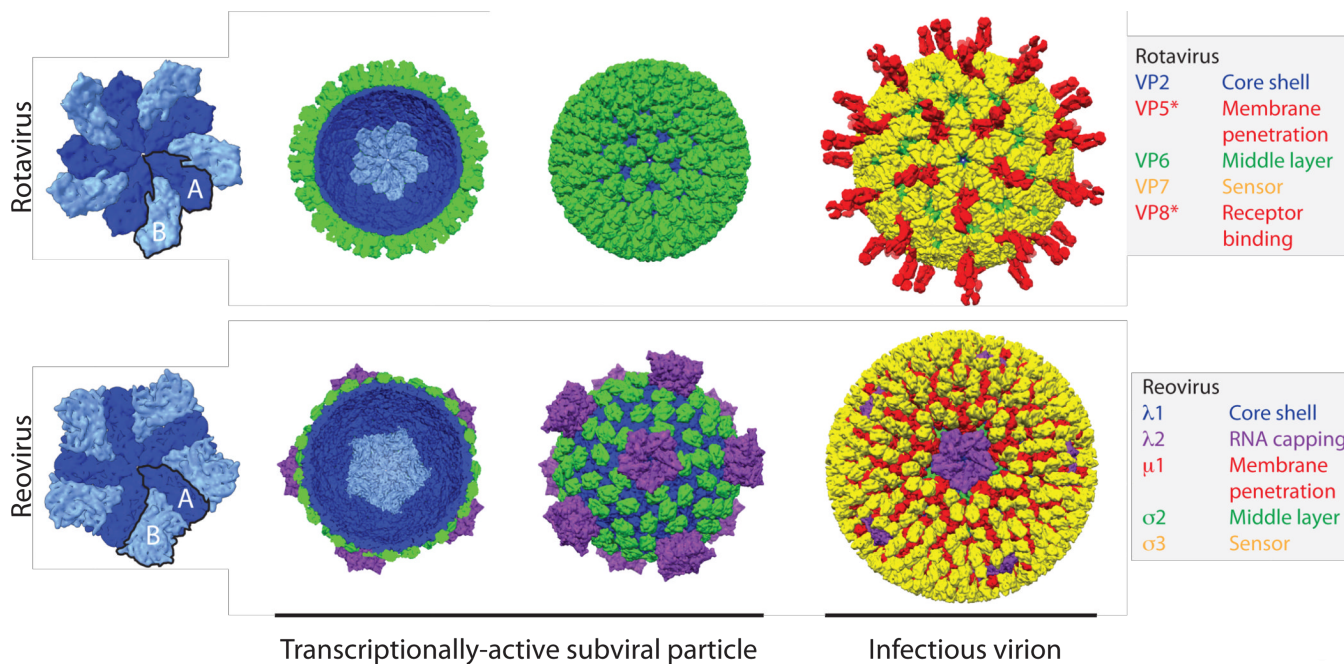 Rotavirus
A
B
Rotavirus
VP2 Core shell
VP5* Membrane
penetration
VP6 Middle layer
VP7 Sensor
VP8* Receptor
binding
Reovirus
A
B
Reovirus
λ1 Core shell
λ2 RNA capping
μ1 Membrane
penetration
σ2 Middle layer
σ3 Sensor
Transcriptionally-active subviral particle
Infectious virion